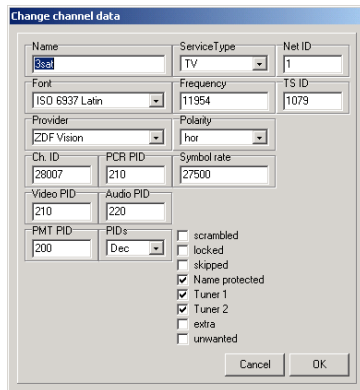 Change channel data
Name ServiceType Net ID
3sat TV 1
Font Frequency TS ID
ISO 6937 Latin 11954 1079
Provider Polarity
ZDF Vision hor
Ch. ID PCR PID Symbol rate
28007 210 27500
Video PID Audio PID
210 220
PMT PID PIDs
200 Dec
scrambled
locked
skipped
Name protected
Tuner 1
Tuner 2
extra
unwanted
Cancel OK